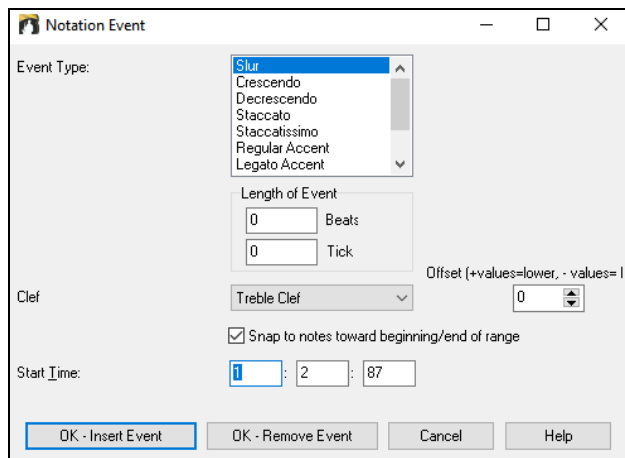 Notation Event
Event Type:
Slur
Crescendo
Decrescendo
Staccato
Staccatissimo
Regular Accent
Legato Accent
Length of Event
0 Beats
0 Tick
Offset (+values=lower, - values=
Clef
Treble Clef
0
Snap to notes toward beginning/end of range
Start Time:
1 : 2 : 87
OK - Insert Event
OK - Remove Event
Cancel
Help